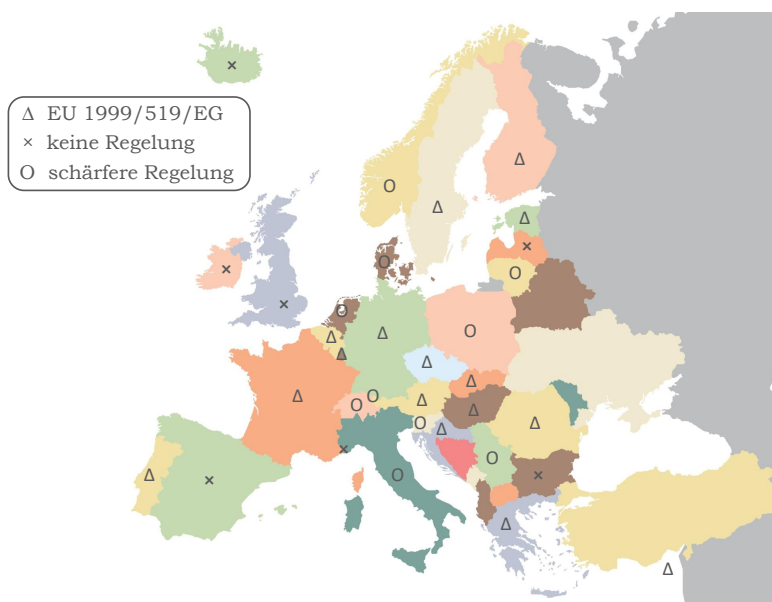 Δ EU 1999/519/EG
× keine Regelung
O schärfere Regelung